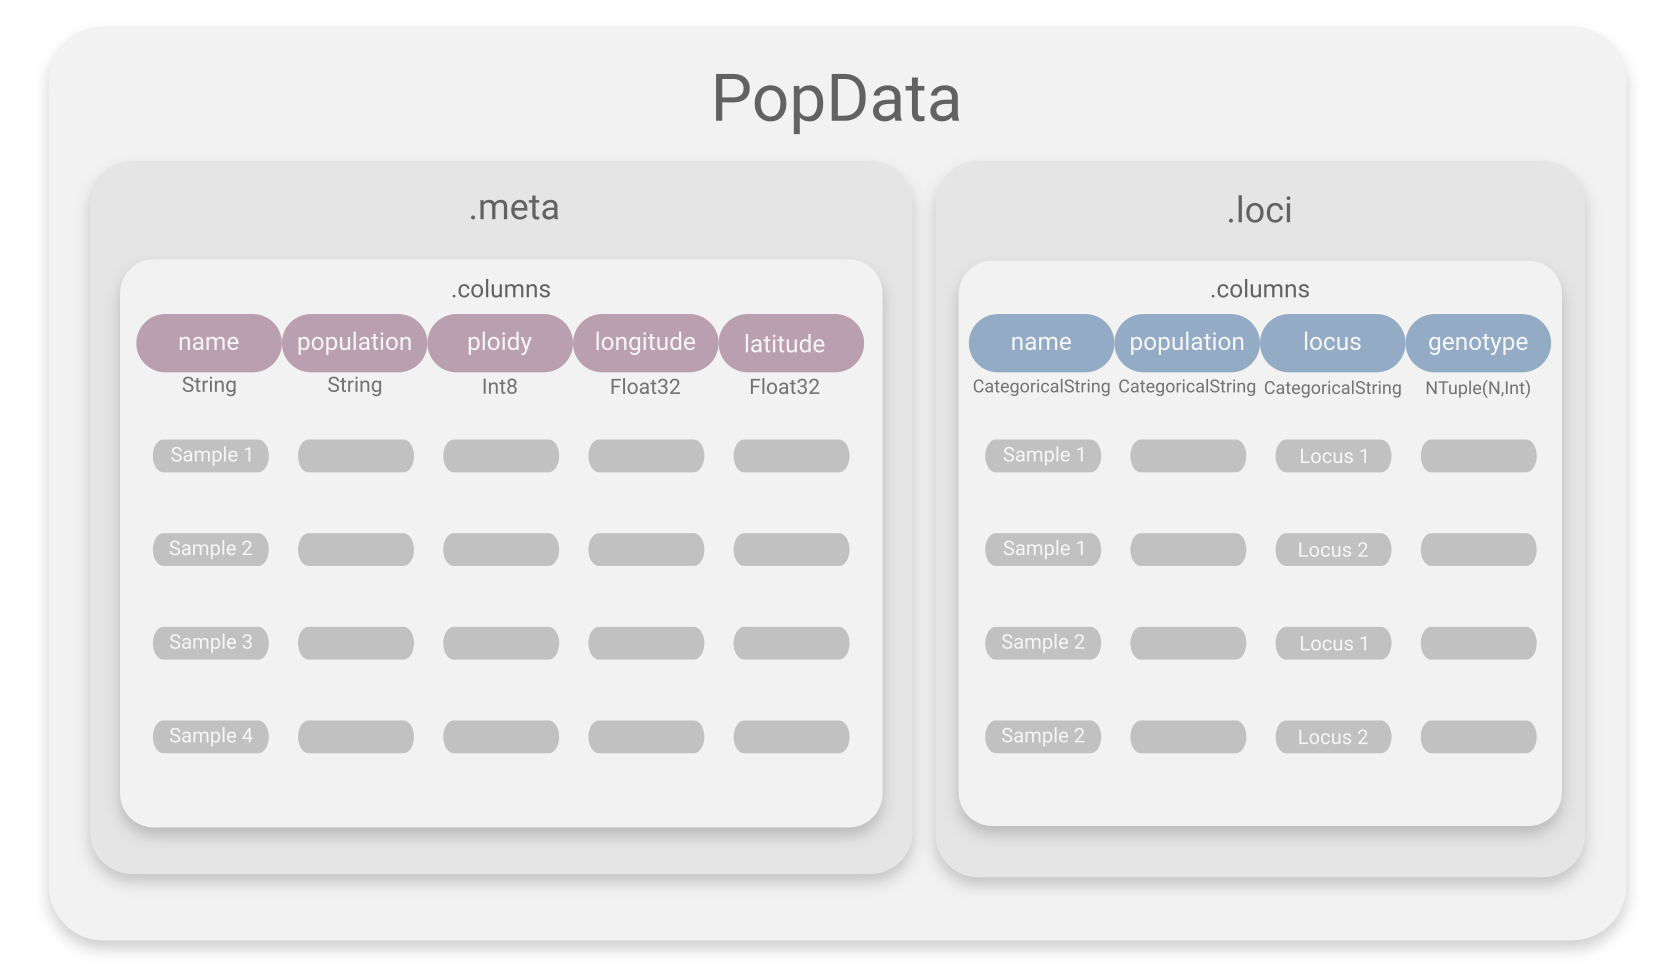 PopData
.meta
.columns
name population ploidy longitude latitude
String String Int8 Float32 Float32
Sample 1
Sample 2
Sample 3
Sample 4
.loci
.columns
name population locus genotype
CategoricalString CategoricalString CategoricalString NTuple(N,Int)
Sample 1 Locus 1
Sample 1 Locus 2
Sample 2 Locus 1
Sample 2 Locus 2